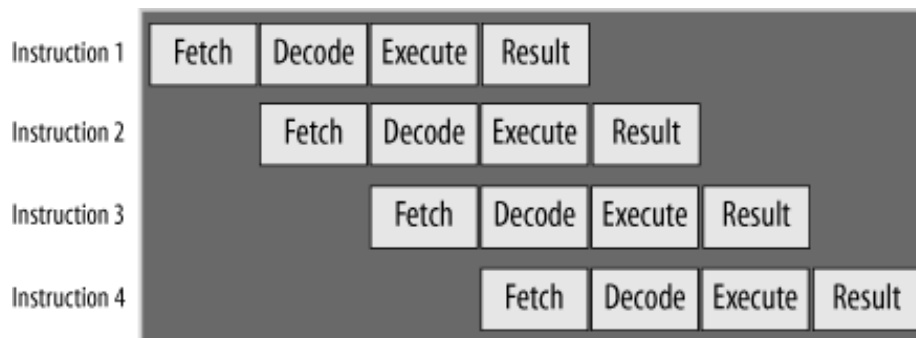 Instruction 1 Fetch Decode Execute Result
Instruction 2 Fetch Decode Execute Result
Instruction 3 Fetch Decode Execute Result
Instruction 4 Fetch Decode Execute Result